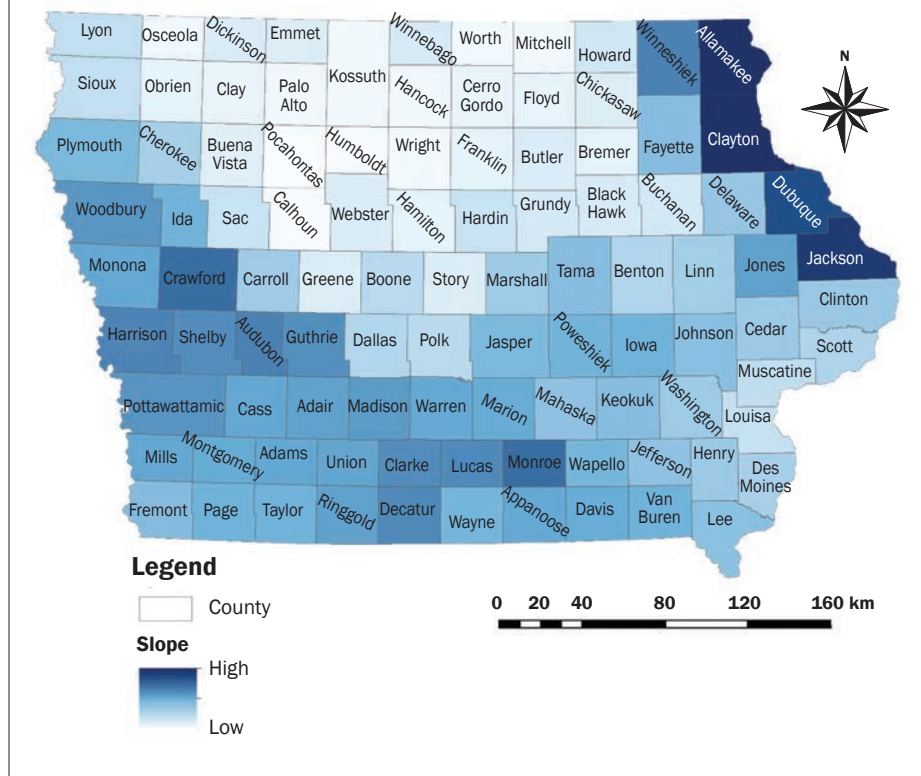 Lyon
Osceola
Dickinson
Emmet
Winnebago
Worth
Mitchell
Howard
Winneshiek
Allamakee
Sioux
Obrien
Clay
Palo
Alto
Kossuth
Hancock
Cerro
Gordo
Floyd
Chickasaw
N
Plymouth
Cherokee
Buena
Vista
Pocahontas
Humboldt
Wright
Franklin
Butler
Bremer
Fayette
Clayton
Woodbury
Ida
Sac
Calhoun
Webster
Hamilton
Hardin
Grundy
Black
Hawk
Buchanan
Delaware
Dubuque
Monona
Crawford
Carroll
Greene
Boone
Story
Marshall
Tama
Benton
Linn
Jones
Jackson
Clinton
Harrison
Shelby
Audubon
Guthrie
Dallas
Polk
Jasper
Poweshiek
Iowa
Johnson
Cedar
Scott
Muscatine
Pottawattamic
Cass
Adair
Madison
Warren
Marion
Mahaska
Keokuk
Washington
Louisa
Mills
Montgomery
Adams
Union
Clarke
Lucas
Monroe
Wapello
Jefferson
Henry
Des
Moines
Fremont
Page
Taylor
Ringgold
Decatur
Wayne
Appanoose
Davis
Van
Buren
Lee
Legend
County
Slope
High
Low
0 20 40 80 120 160 km